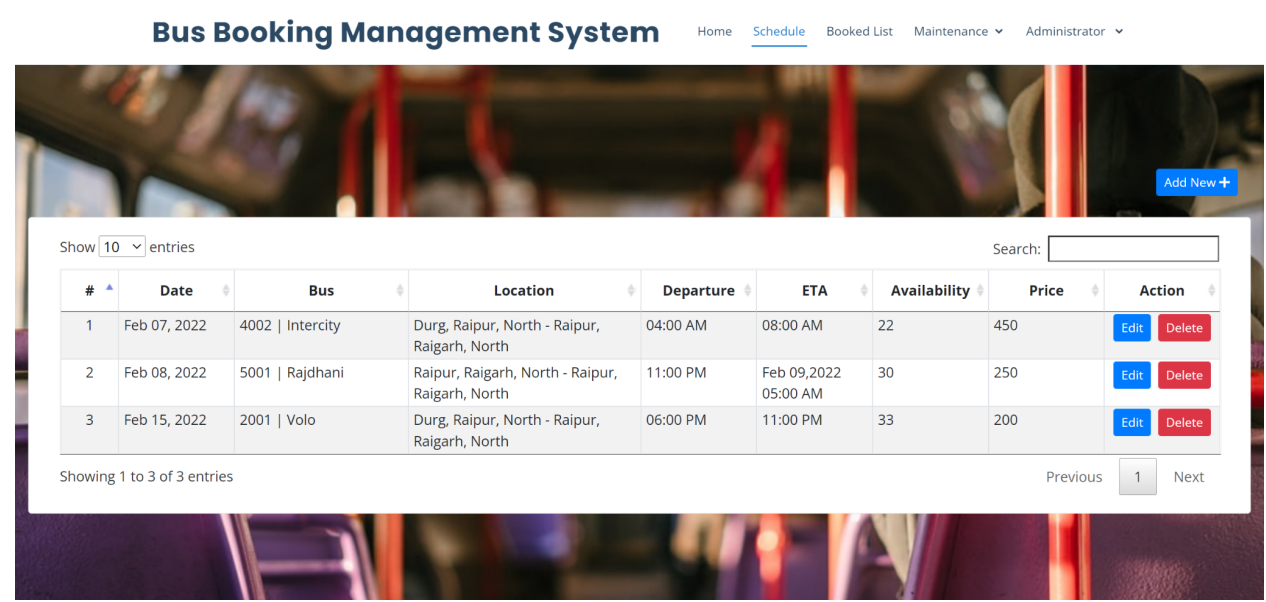 Bus Booking Management System Home Schedule Booked List Maintenance Administrator
Add New +
Show 10 entries Search:
# Date Bus Location Departure ETA Availability Price Action
1 Feb 07, 2022 4002 | Intercity Durg, Raipur, North - Raipur, 04:00 AM 08:00 AM 22 450 Edit Delete
Raigarh, North
2 Feb 08, 2022 5001 | Rajdhani Raipur, Raigarh, North - Raipur, 11:00 PM Feb 09,2022 30 250 Edit Delete
Raigarh, North 05:00 AM
3 Feb 15, 2022 2001 | Volo Durg, Raipur, North - Raipur, 06:00 PM 11:00 PM 33 200 Edit Delete
Raigarh, North
Showing 1 to 3 of 3 entries Previous 1 Next